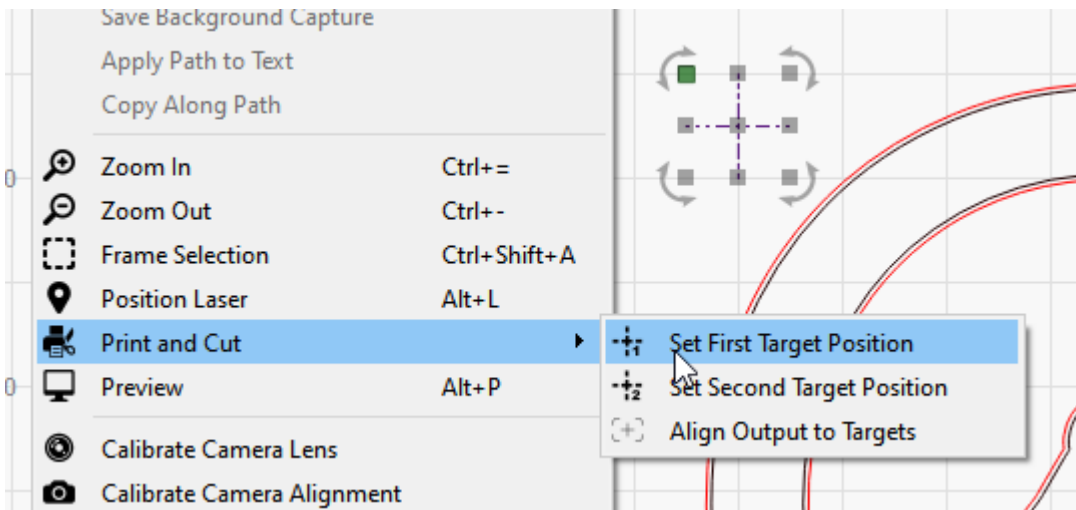 Save Background Capture
Apply Path to Text
Copy Along Path
Zoom In Ctrl+=
Zoom Out Ctrl+-
Frame Selection Ctrl+Shift+A
Position Laser Alt+L
Print and Cut
Set First Target Position
Preview Alt+P
Set Second Target Position
Align Output to Targets
Calibrate Camera Lens
Calibrate Camera Alignment